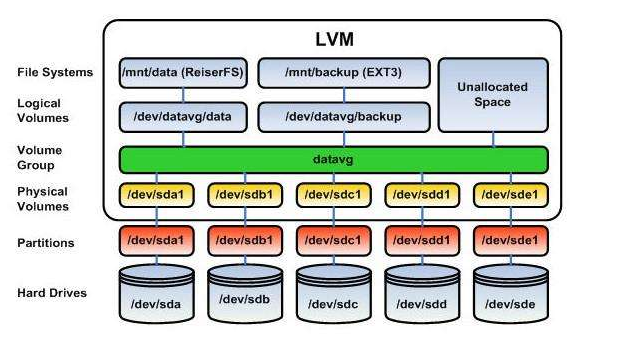 LVM
File Systems
/mnt/data (ReiserFS)
/mnt/backup (EXT3)
Unallocated
Space
Logical
Volumes
/dev/datavg/data
/dev/datavg/backup
Volume
Group
datavg
Physical
Volumes
/dev/sda1
/dev/sdb1
/dev/sdc1
/dev/sdd1
/dev/sde1
Partitions
/dev/sda1
/dev/sdb1
/dev/sdc1
/dev/sdd1
/dev/sde1
Hard Drives
/dev/sda
/dev/sdb
/dev/sdc
/dev/sdd
/dev/sde